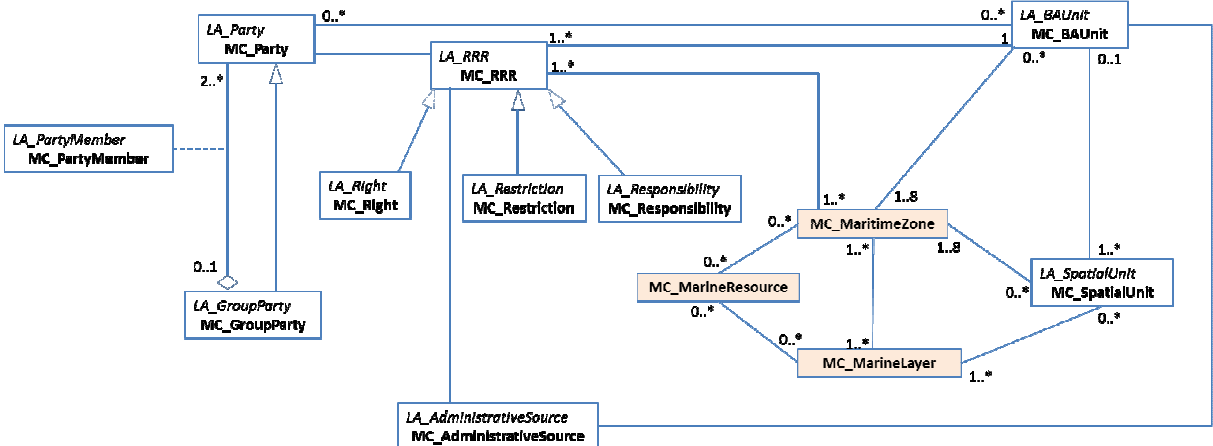 0..*
0..*
LA_BAUnit
MC_BAUnit
LA_Party
MC_Party
1..*
1
LA_RRR
MC_RRR
1..*
0..*
0..1
2..*
LA_PartyMember
MC_PartyMember
LA_Right
MC_Right
LA_Restriction
MC_Restriction
LA_Responsibility
MC_Responsibility
1..*
1..8
0..*
MC_MaritimeZone
1..*
1..8
1..*
0..1
0..*
LA_SpatialUnit
MC_SpatialUnit
MC_MarineResource
0..*
LA_GroupParty
MC_GroupParty
0..*
0..*
0..*
1..*
MC_MarineLayer
1..*
LA_AdministrativeSource
MC_AdministrativeSource